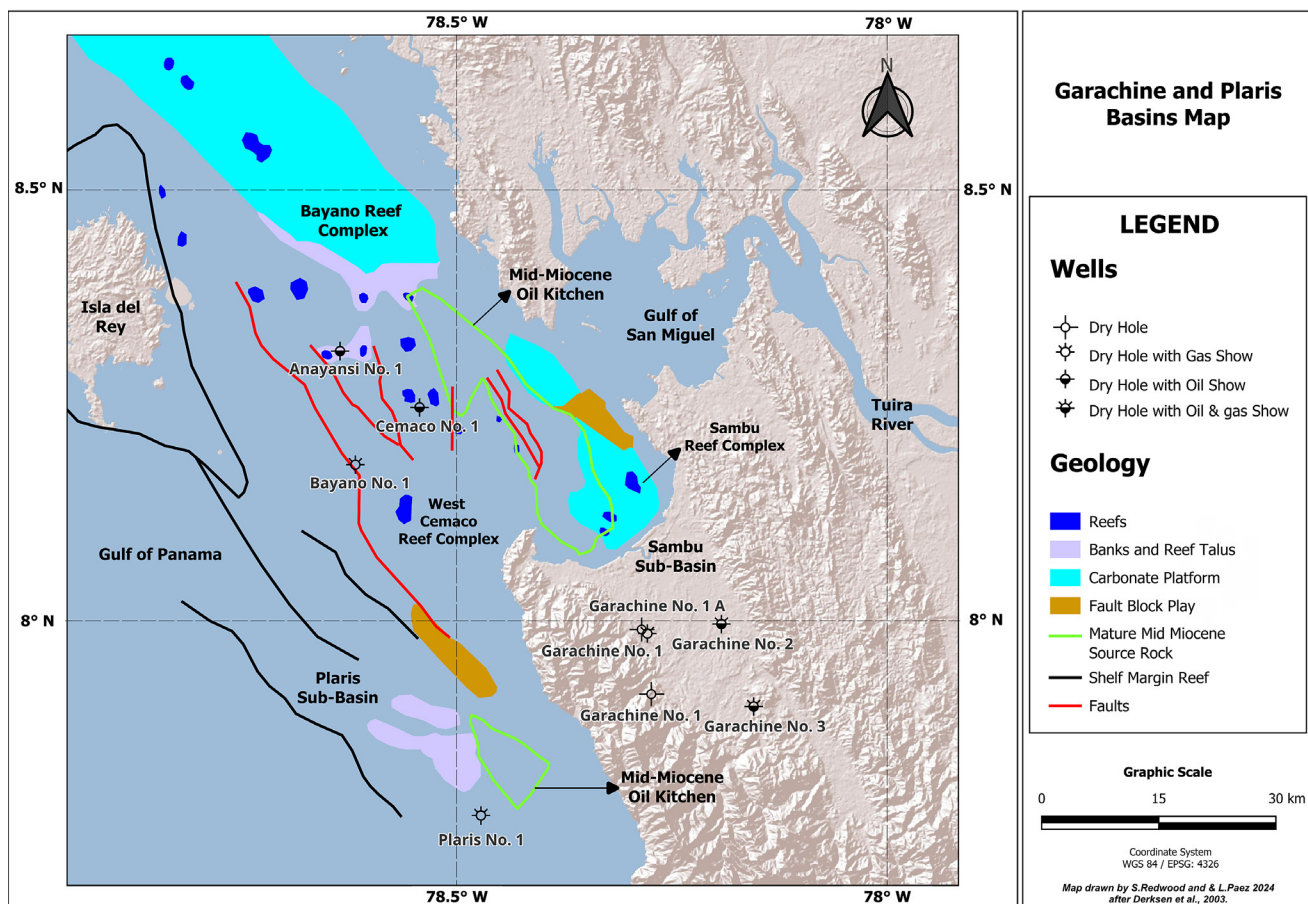 78.5° W
78° W
N
8.5° N
8.5° N
Bayano Reef
Complex
Mid-Miocene
Oil Kitchen
Isla del
Rey
Gulf of
San Miguel
Anayansi No. 1
Cemaco No. 1
Tuira
River
Sambu
Reef Complex
Bayano No. 1
West
Cemaco
Reef Complex
Gulf of Panama
Sambu
Sub-Basin
Garachine No. 1 A
8° N
8° N
Garachine No. 1
Garachine No. 2
Plaris
Sub-Basin
Garachine No. 1
Garachine No. 3
Mid-Miocene
Oil Kitchen
Plaris No. 1
78.5° W
78° W
Garachine and Plaris
Basins Map
LEGEND
Wells
Dry Hole
Dry Hole with Gas Show
Dry Hole with Oil Show
Dry Hole with Oil & gas Show
Geology
Reefs
Banks and Reef Talus
Carbonate Platform
Fault Block Play
Mature Mid Miocene
Source Rock
Shelf Margin Reef
Faults
Graphic Scale
0 15 30 km
Coordinate System
WGS 84 / EPSG: 4326
Map drawn by S.Redwood and & L.Paez 2024
after Derksen et al., 2003.